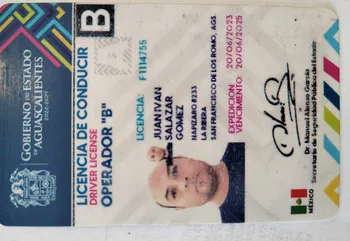 GOBIERNO DEL ESTADO
DE AGUASCALIENTES
2022-2027
LICENCIA DE CONDUCIR
DRIVER LICENSE
OPERADOR "B"
B
LICENCIA: F1114755
JUAN IVAN
SALAZAR
GOMEZ
LA RIBERA
SAN FRANCISCO DE LOS ROMO, AGS
EXPEDICIÓN 20/06/2023
VENCIMIENTO: 20/06/2025
Dr. Manuel Alonso García
Secretario de Seguridad Pública del Estado
MÉXICO